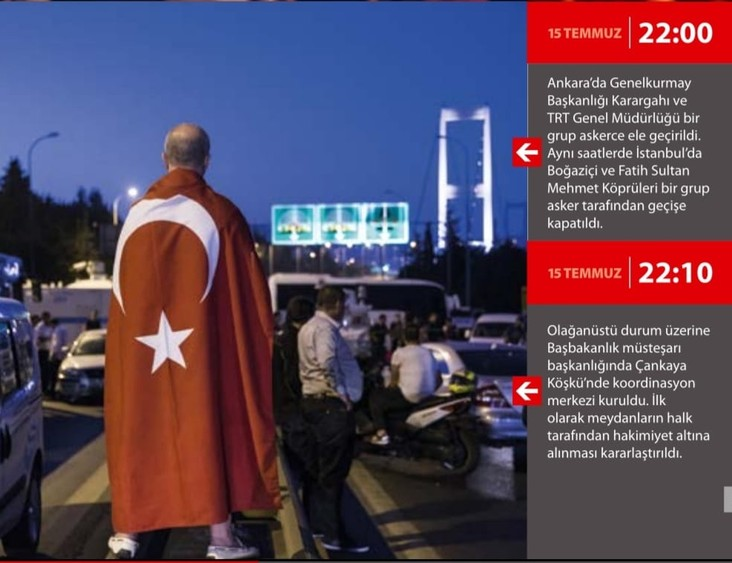 15 TEMMUZ | 22:00
Ankara'da Genelkurmay
Başkanlığı Karargahı ve
TRT Genel Müdürlüğü bir
grup askerce ele geçirildi.
Aynı saatlerde İstanbul'da
Boğaziçi ve Fatih Sultan
Mehmet Köprüleri bir grup
asker tarafından geçişe
kapatıldı.
15 TEMMUZ | 22:10
Olağanüstü durum üzerine
Başbakanlık müsteşarı
başkanlığında Çankaya
Köşkü'nde koordinasyon
merkezi kuruldu. İlk
olarak meydanların halk
tarafından hakimiyet altına
alınması kararlaştırıldı.